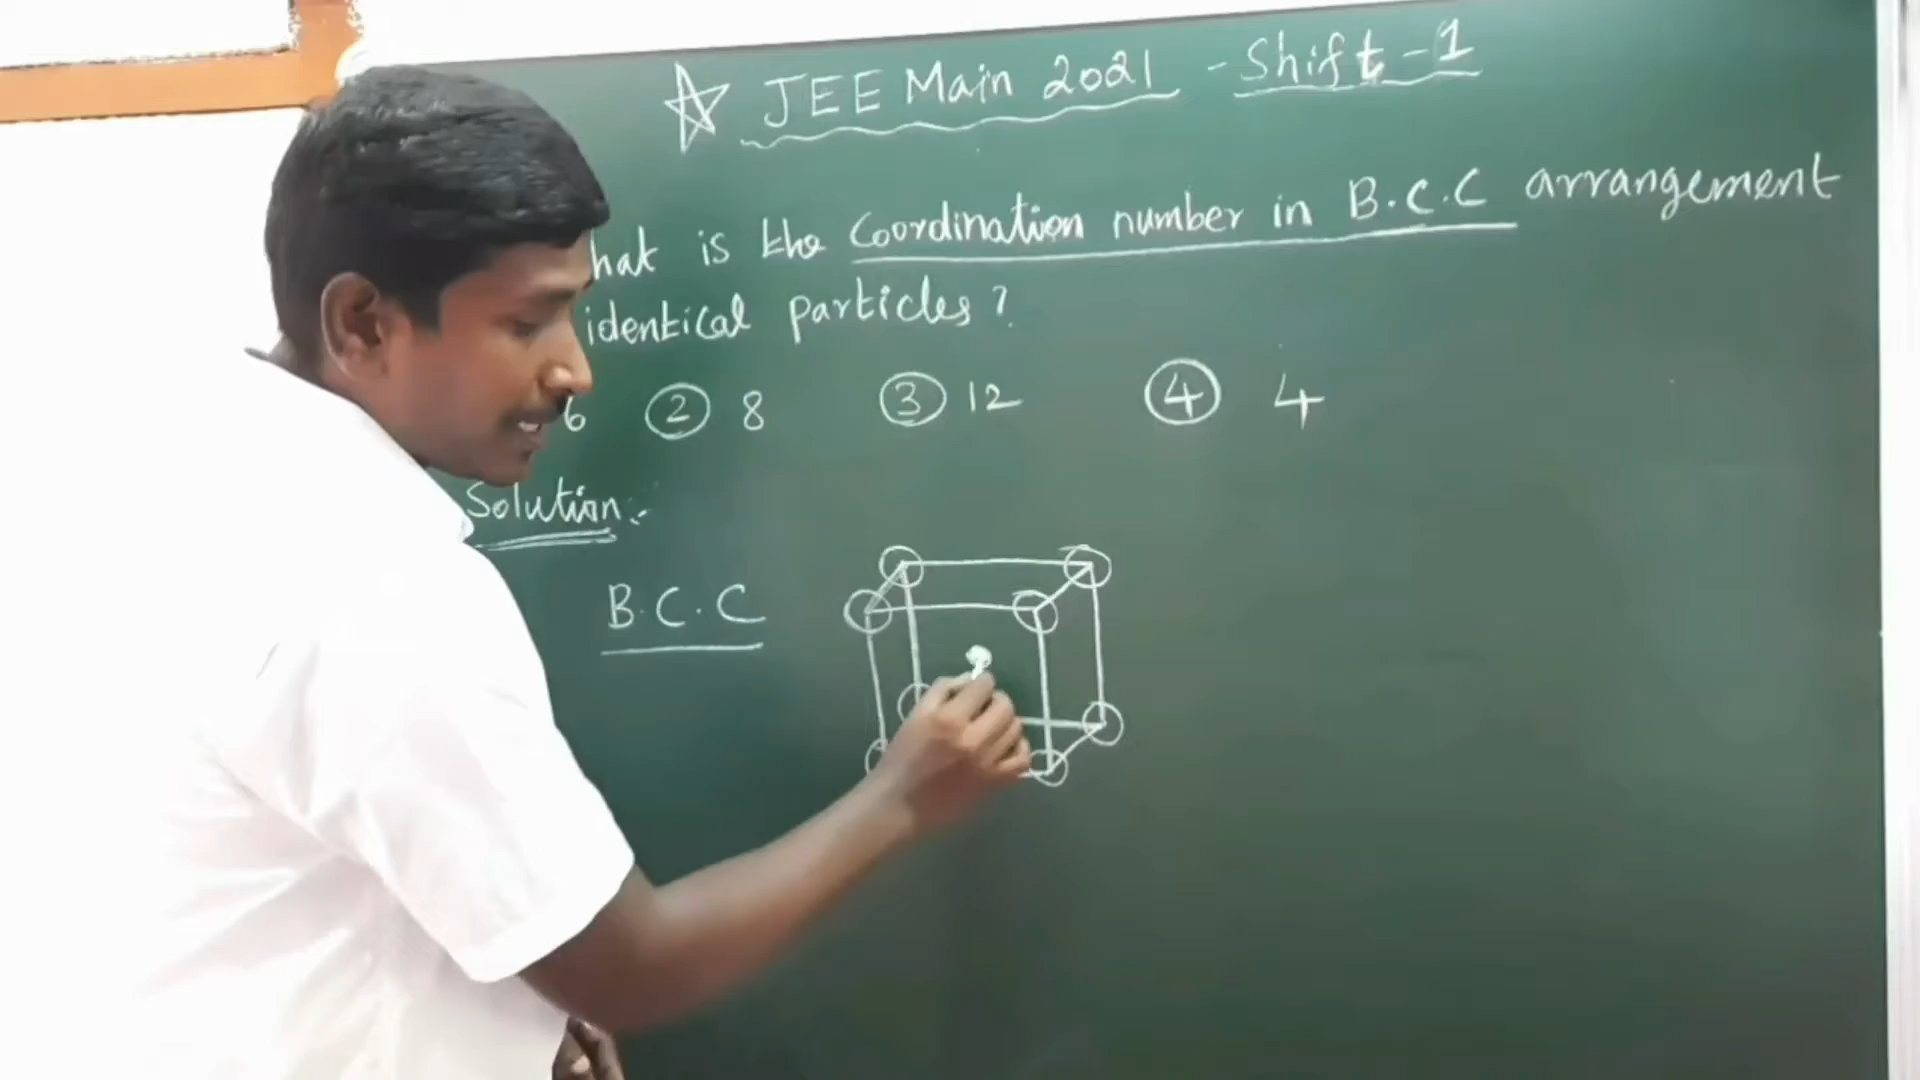 ☆ JEE Main 2021 - Shift - 1
hat is the Coordination number in B.C.C arrangement
identical particles?
6 ② 8 ③ 12 ④ 4
Solution:-
B.C.C